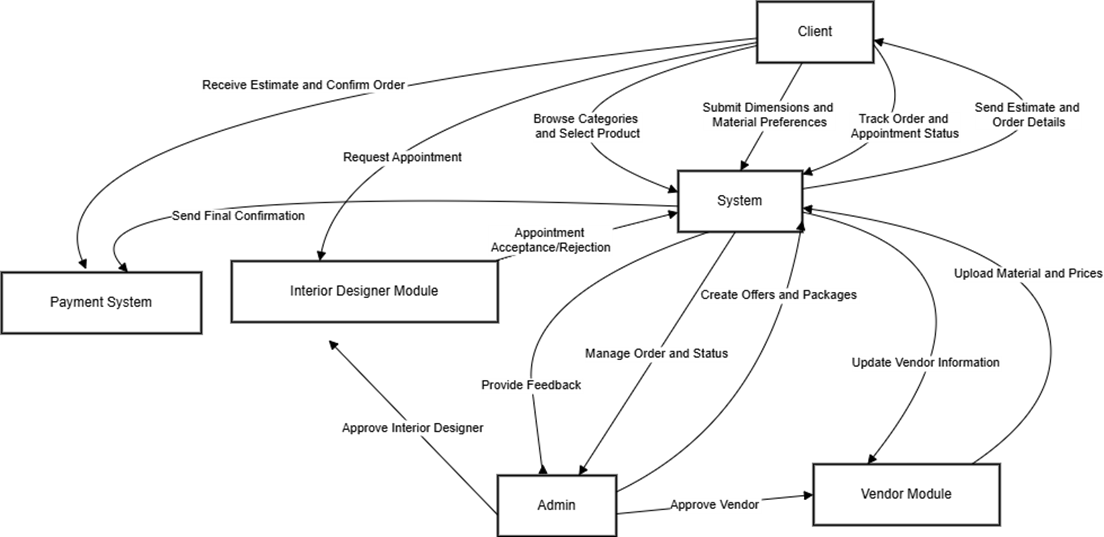 Client
Receive Estimate and Confirm Order
Browse Categories
and Select Product
Submit Dimensions and
Material Preferences
Track Order and
Appointment Status
Send Estimate and
Order Details
Request Appointment
System
Send Final Confirmation
Appointment
Acceptance/Rejection
Payment System
Interior Designer Module
Create Offers and Packages
Upload Material and Prices
Manage Order and Status
Update Vendor Information
Provide Feedback
Approve Interior Designer
Admin
Approve Vendor
Vendor Module